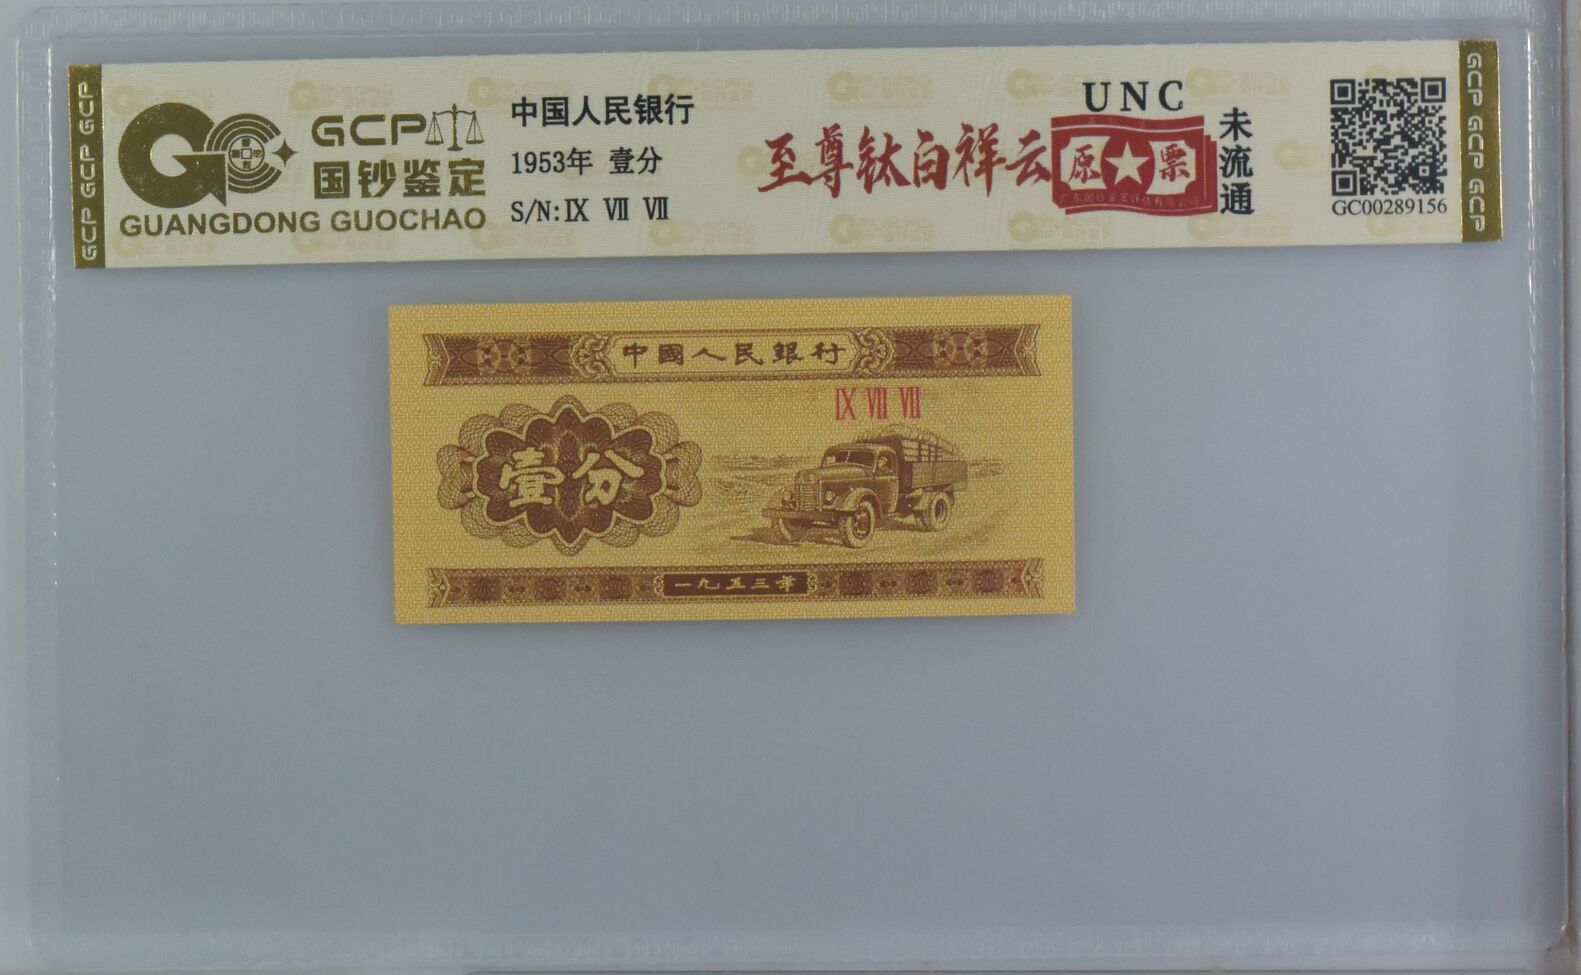 GCP GCP GCP
GCP
国钞鉴定
GUANGDONG GUOCHAO
中国人民银行
1953年 壹分
S/N:Ⅸ Ⅶ Ⅶ
至尊钛白祥云
UNC
原★票
未流通
GC00289156
GCP GCP GCP
中國人民銀行
Ⅸ Ⅶ Ⅶ
壹分
一九五三年